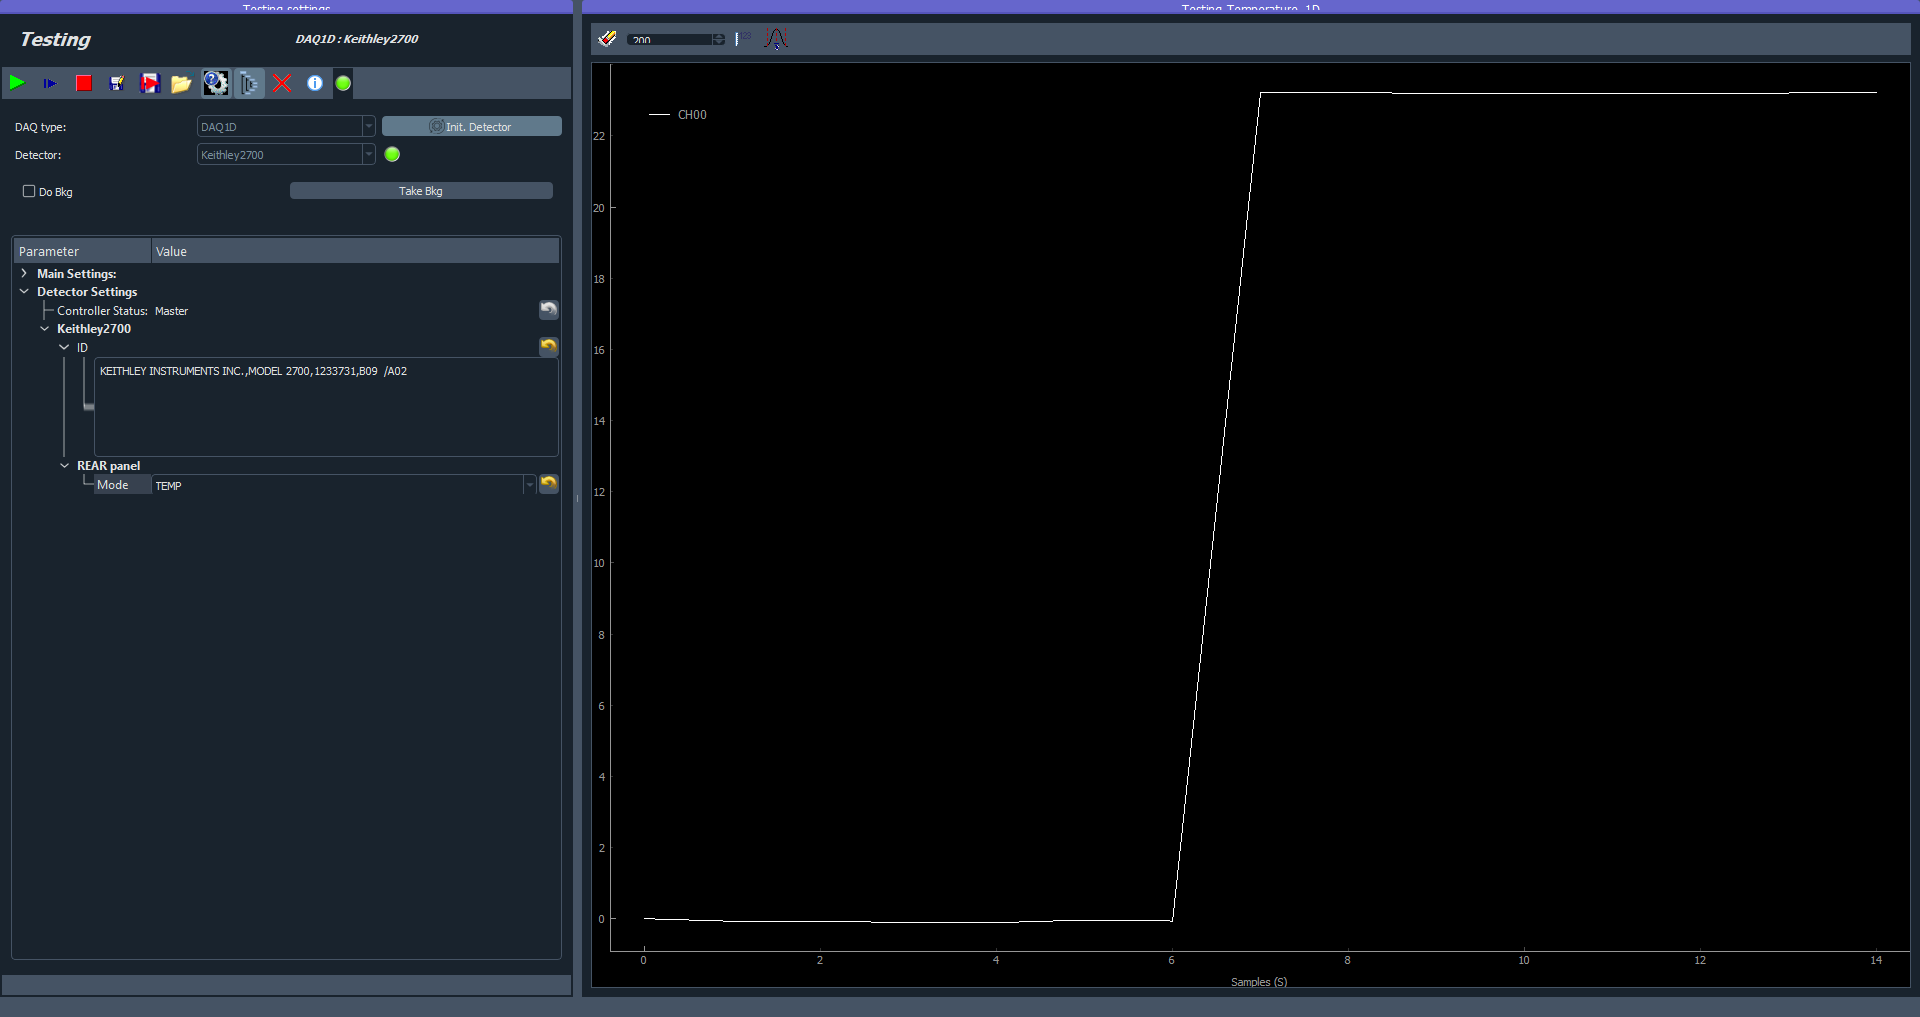 Testing settings
Testing
DAQ1D : Keithley2700
DAQ type:
DAQ1D
Init. Detector
Detector:
Keithley2700
Do Bkg
Take Bkg
Parameter
Value
Main Settings:
Detector Settings
Controller Status: Master
Keithley2700
ID
KEITHLEY INSTRUMENTS INC.,MODEL 2700,1233731,B09  /A02
REAR panel
Mode
TEMP
Testing_Temperature_1D
200
CH00
22
20
18
16
14
12
10
8
6
4
2
0
0 2 4 6 8 10 12 14
Samples (S)